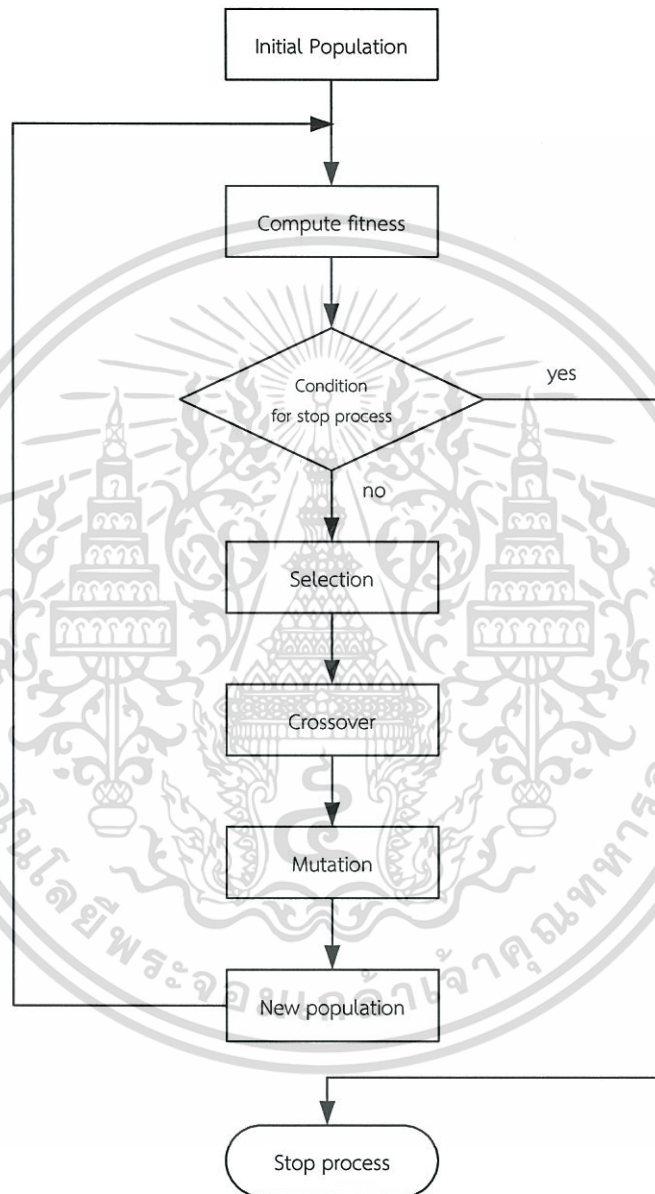 Initial Population
Compute fitness
Condition
for stop process
yes
no
Selection
Crossover
Mutation
New population
Stop process